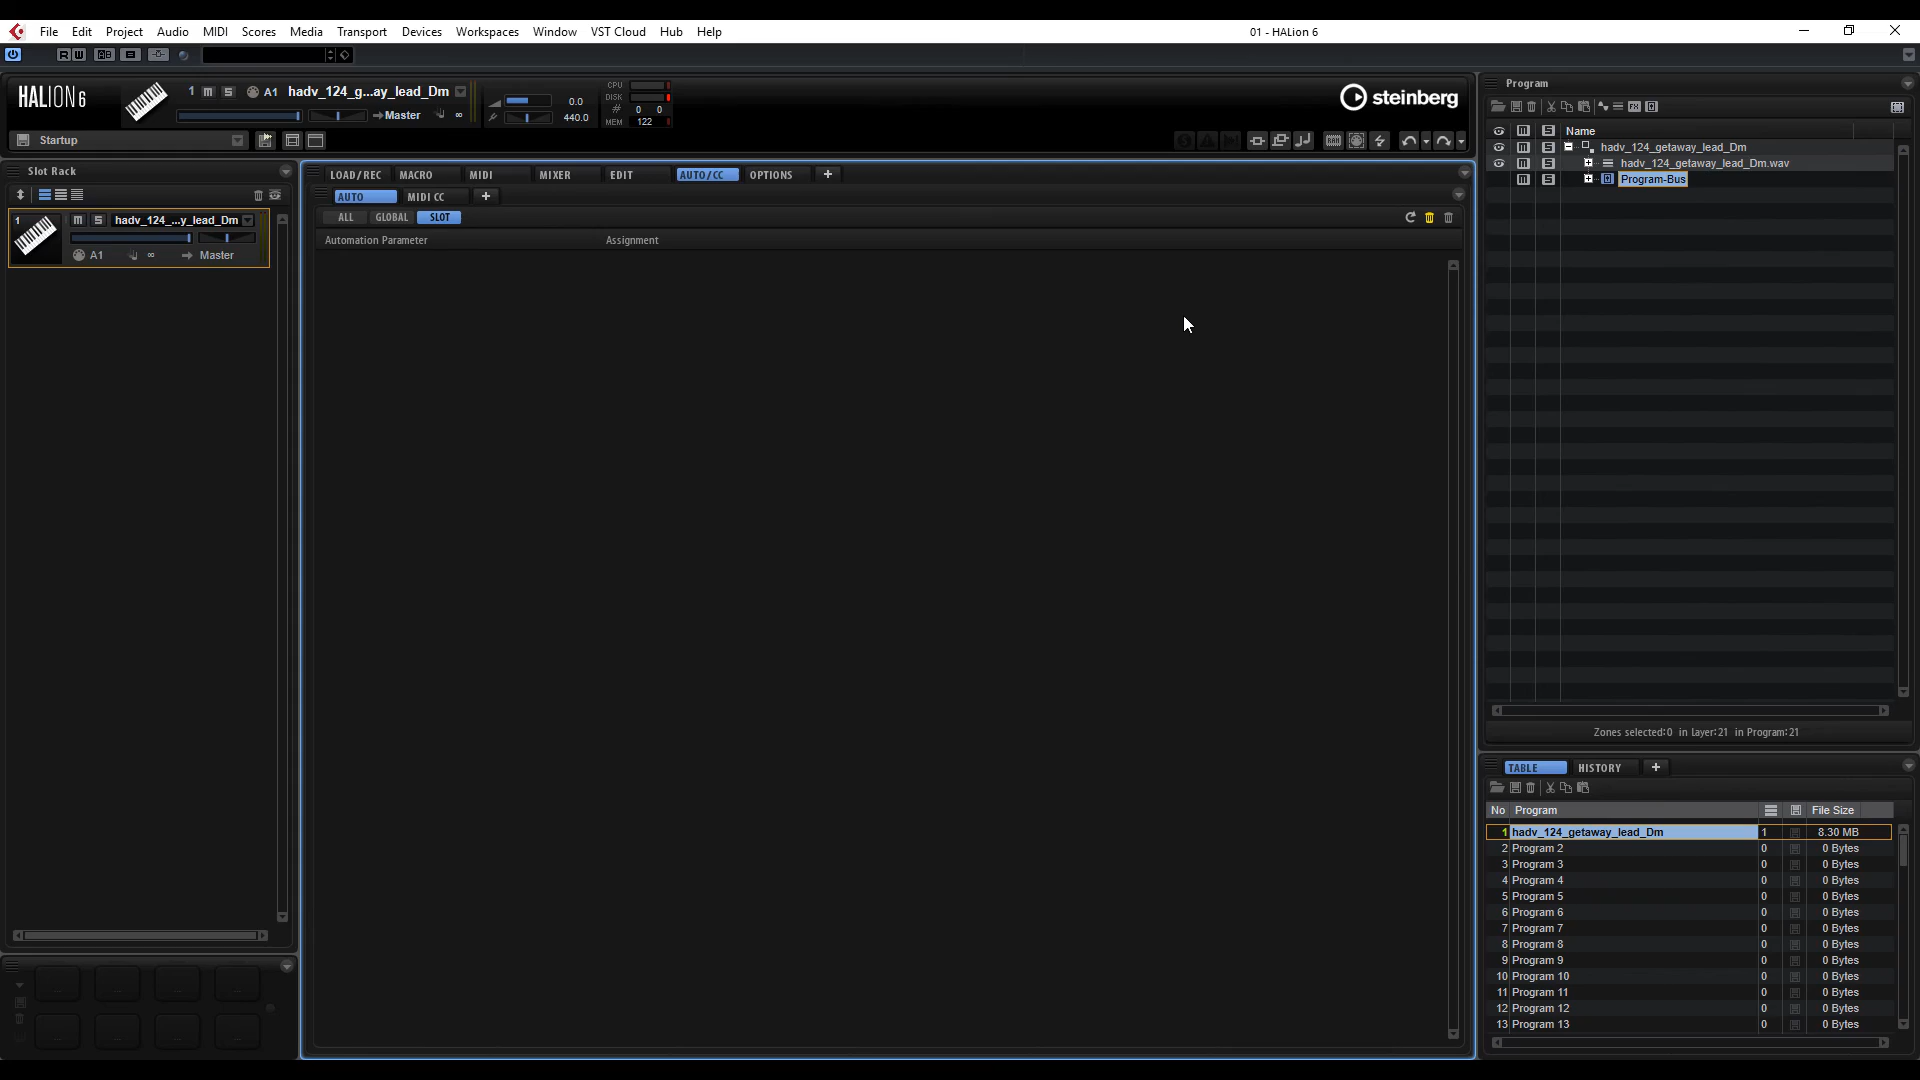 File Edit Project Audio MIDI Scores Media Transport Devices Workspaces Window VST Cloud Hub Help
01 - HALion 6
R W
HALION 6
1 M S A1 hadv_124_g...ay_lead_Dm
Master ∞
0.0
440.0
CPU
DISK
# 0 0
MEM 122
steinberg
Startup
Slot Rack
1 M S hadv_124_...y_lead_Dm
A1 ∞ Master
LOAD/REC MACRO MIDI MIXER EDIT AUTO/CC OPTIONS +
AUTO MIDI CC +
ALL GLOBAL SLOT
Automation Parameter Assignment
Program
M S Name
M S hadv_124_getaway_lead_Dm
M S hadv_124_getaway_lead_Dm.wav
M S Program-Bus
Zones selected:0 in Layer:21 in Program:21
TABLE HISTORY +
No Program File Size
1 hadv_124_getaway_lead_Dm 1 8.30 MB
2 Program 2 0 0 Bytes
3 Program 3 0 0 Bytes
4 Program 4 0 0 Bytes
5 Program 5 0 0 Bytes
6 Program 6 0 0 Bytes
7 Program 7 0 0 Bytes
8 Program 8 0 0 Bytes
9 Program 9 0 0 Bytes
10 Program 10 0 0 Bytes
11 Program 11 0 0 Bytes
12 Program 12 0 0 Bytes
13 Program 13 0 0 Bytes